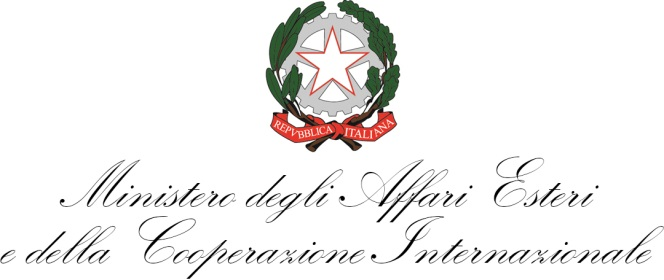 REPVBBLICA ITALIANA
Ministero degli Affari Esteri
e della Cooperazione Internazionale